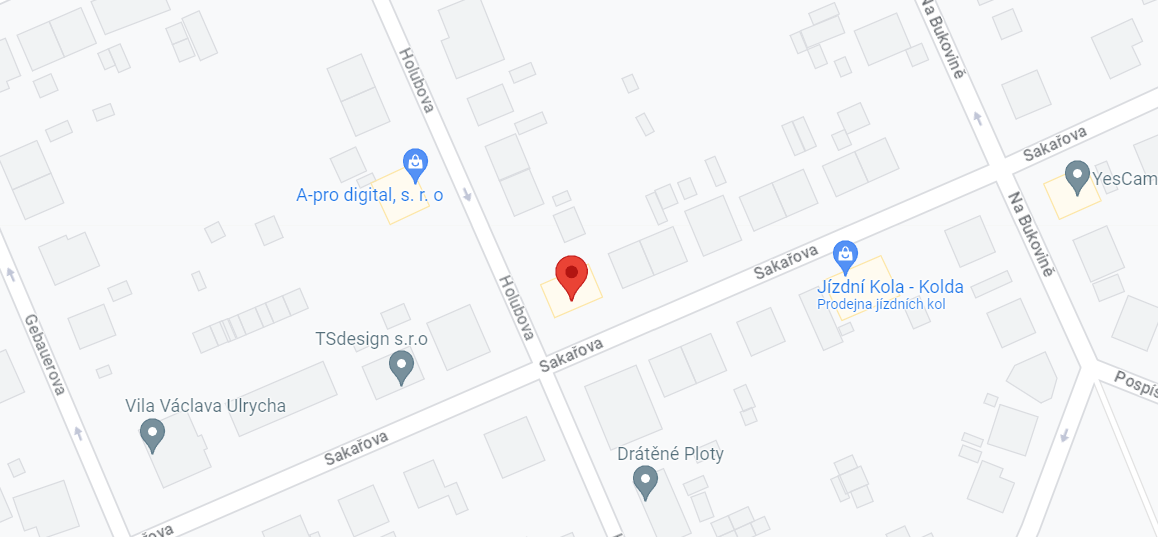 Holubova
Na Bukovině
Sakařova
A-pro digital, s. r. o
YesCam
Na Bukovině
Sakařova
Jízdní Kola - Kolda
Prodejna jízdních kol
Holubova
Gebauerova
TSdesign s.r.o
Sakařova
Pospís
Vila Václava Ulrycha
Sakařova
Drátěné Ploty